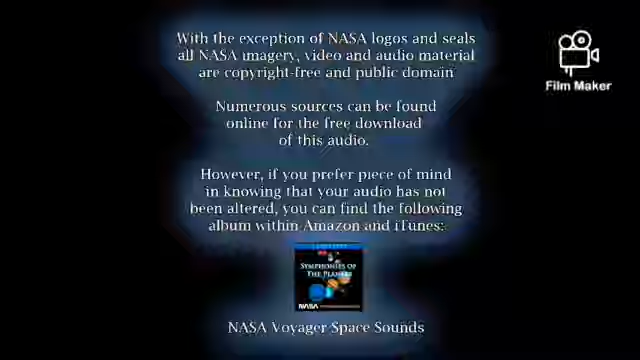 With the exception of NASA logos and seals
all NASA imagery, video and audio material
are copyright-free and public domain
Film Maker
Numerous sources can be found
online for the free download
of this audio.
However, if you prefer piece of mind
in knowing that your audio has not
been altered, you can find the following
album within Amazon and iTunes:
SYMPHONIES OF
THE PLANETS
NASA
NASA Voyager Space Sounds